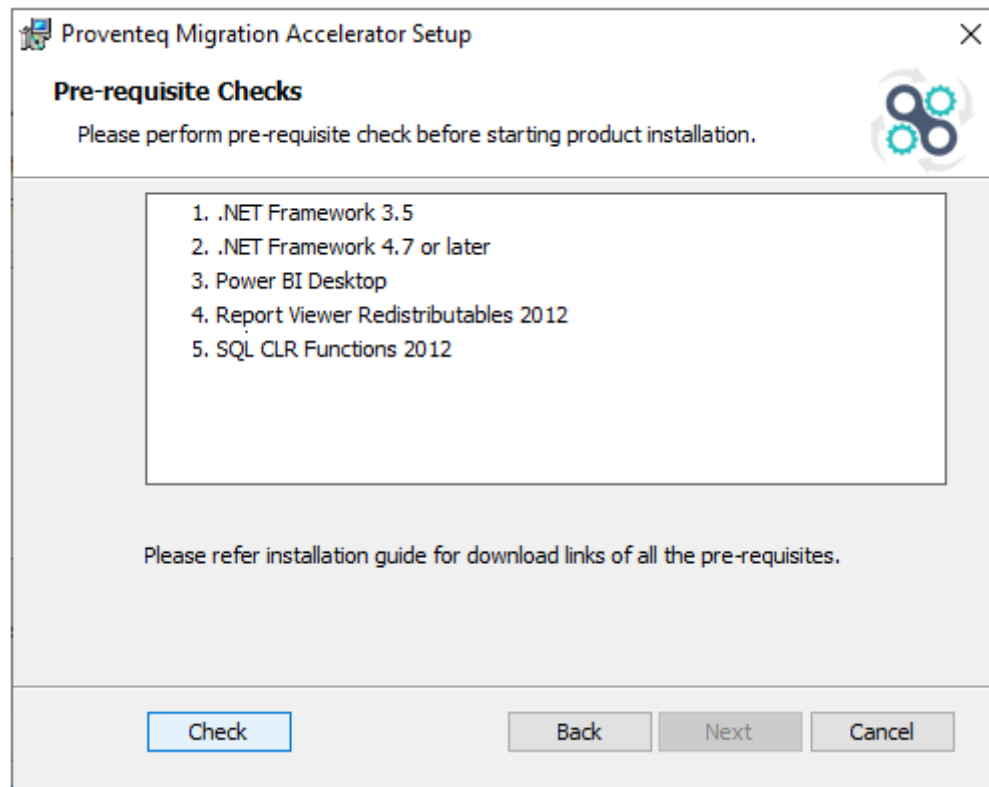 Proventeq Migration Accelerator Setup
Pre-requisite Checks
Please perform pre-requisite check before starting product installation.
1. .NET Framework 3.5
2. .NET Framework 4.7 or later
3. Power BI Desktop
4. Report Viewer Redistributables 2012
5. SQL CLR Functions 2012
Please refer installation guide for download links of all the pre-requisites.
Check Back Next Cancel